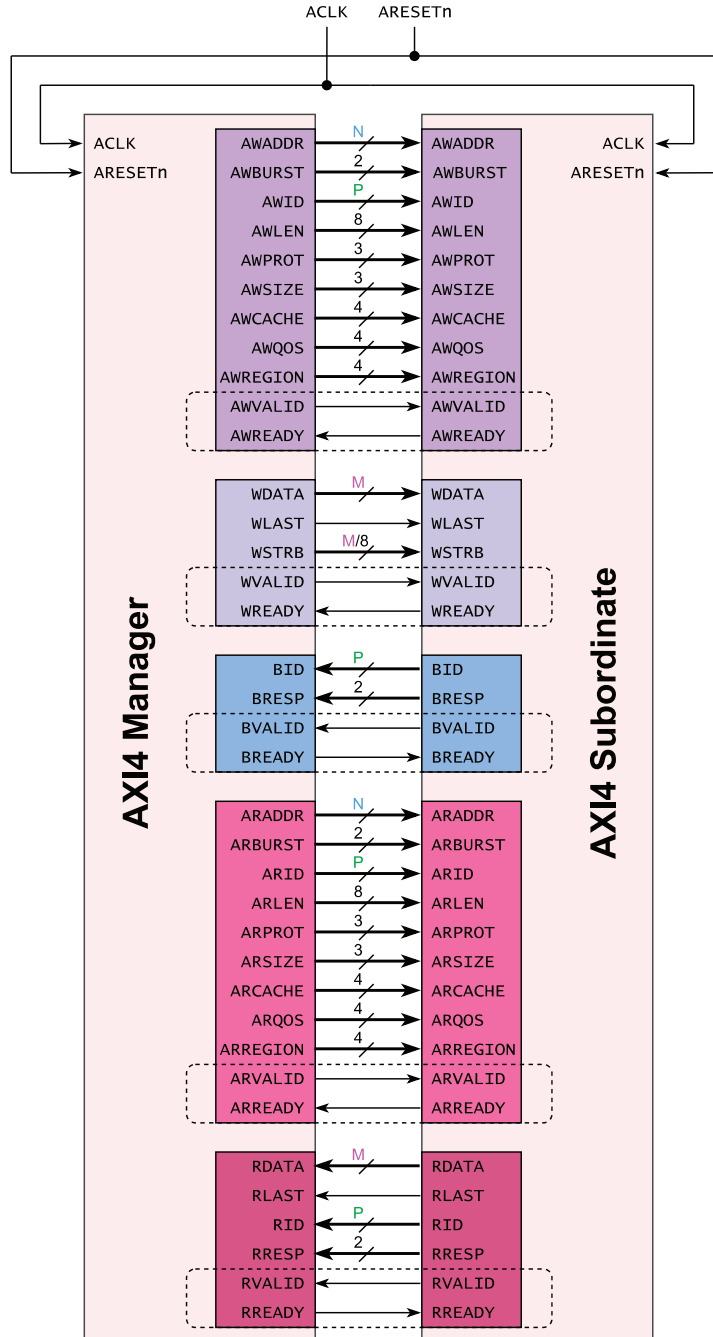 ACLK ARESETn
ACLK AWADDR N AWADDR ACLK
ARESETn AWBURST 2 AWBURST ARESETn
AWID P AWID
AWLEN 8 AWLEN
AWPROT 3 AWPROT
AWSIZE 3 AWSIZE
AWCACHE 4 AWCACHE
AWQOS 4 AWQOS
AWREGION 4 AWREGION
AWVALID AWVALID
AWREADY AWREADY
WDATA M WDATA
WLAST WLAST
WSTRB M/8 WSTRB
WVALID WVALID
WREADY WREADY
AXI4 Manager
AXI4 Subordinate
BID P BID
BRESP 2 BRESP
BVALID BVALID
BREADY BREADY
ARADDR N ARADDR
ARBURST 2 ARBURST
ARID P ARID
ARLEN 8 ARLEN
ARPROT 3 ARPROT
ARSIZE 3 ARSIZE
ARCACHE 4 ARCACHE
ARQOS 4 ARQOS
ARREGION 4 ARREGION
ARVALID ARVALID
ARREADY ARREADY
RDATA M RDATA
RLAST RLAST
RID P RID
RRESP 2 RRESP
RVALID RVALID
RREADY RREADY